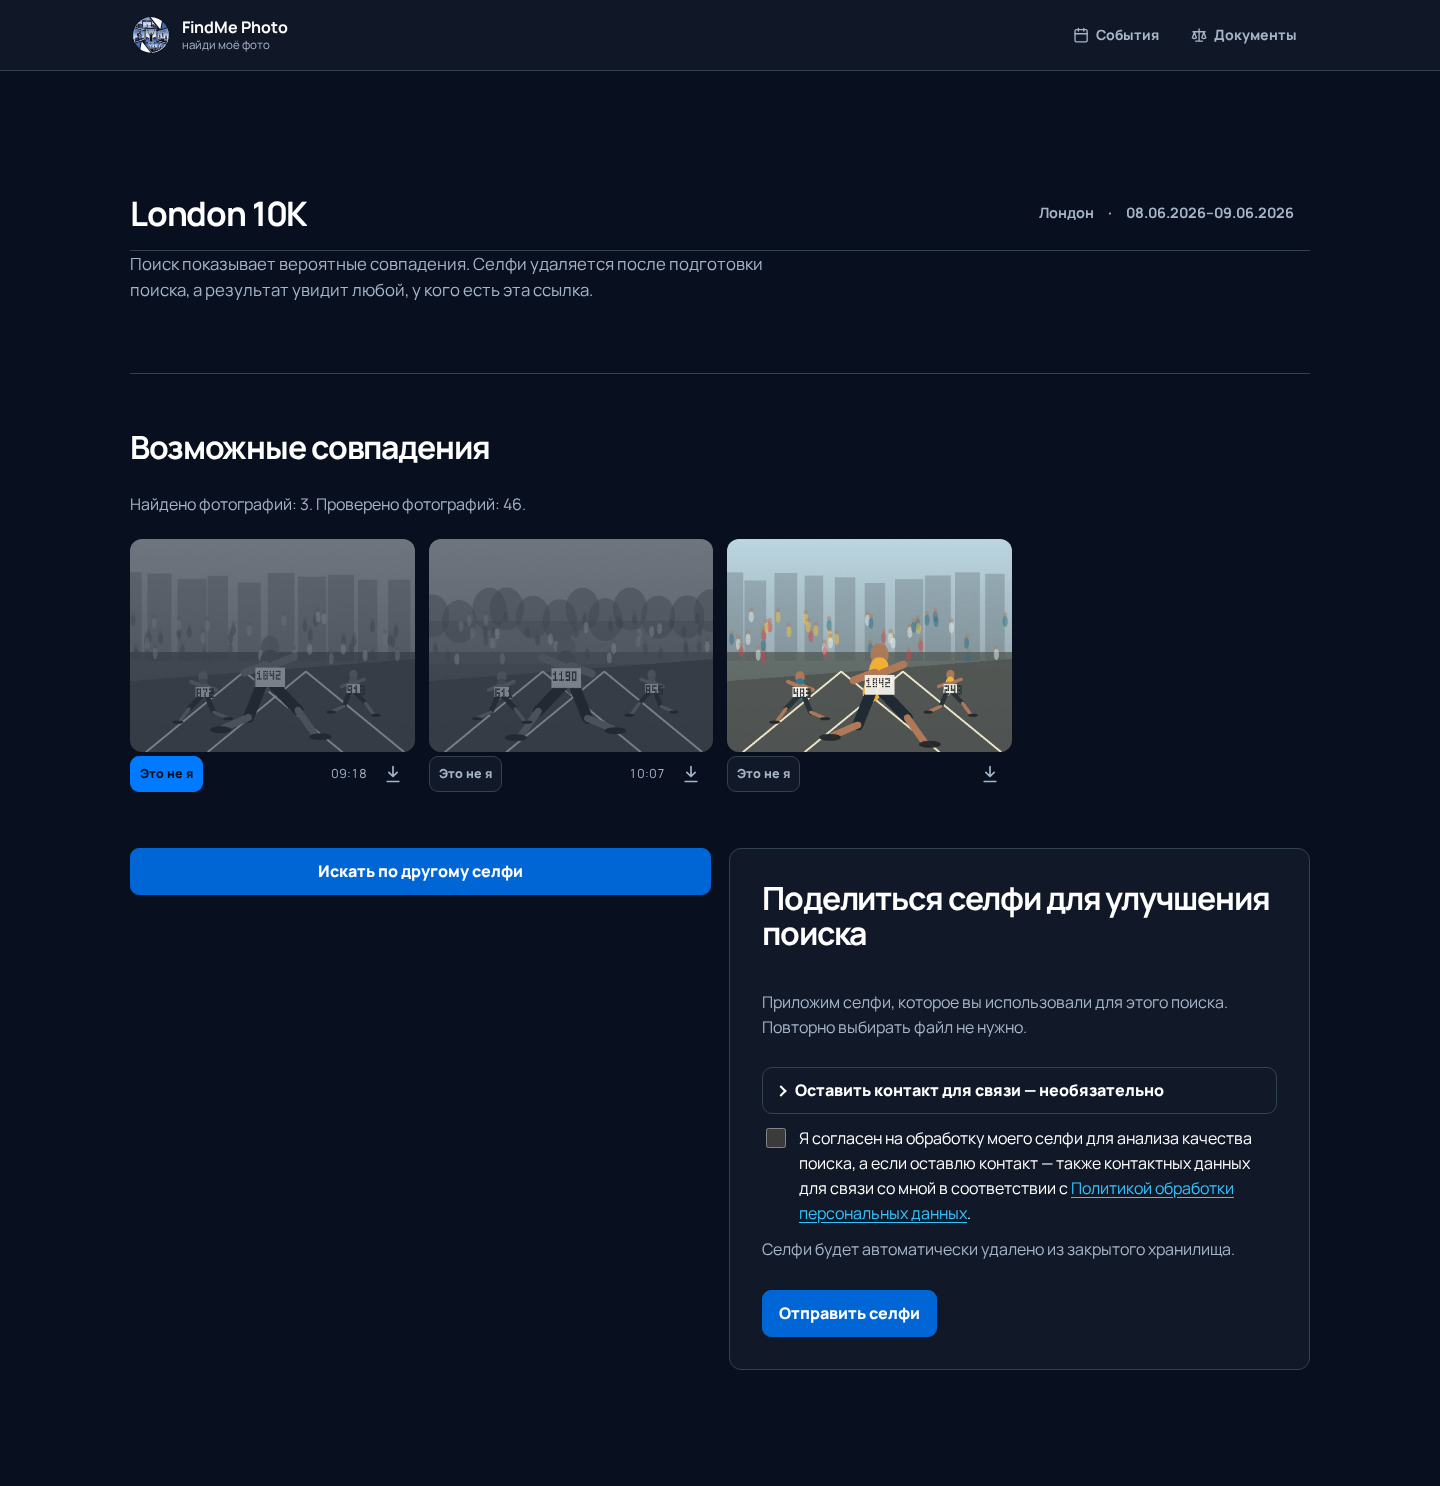 FindMe Photo
найди моё фото
События
Документы
London 10K
Лондон · 08.06.2026–09.06.2026
Поиск показывает вероятные совпадения. Селфи удаляется после подготовки
поиска, а результат увидит любой, у кого есть эта ссылка.
Возможные совпадения
Найдено фотографий: 3. Проверено фотографий: 46.
1842
1190
1842
Это не я
09:18
Это не я
10:07
Это не я
Искать по другому селфи
Поделиться селфи для улучшения
поиска
Приложим селфи, которое вы использовали для этого поиска.
Повторно выбирать файл не нужно.
Оставить контакт для связи — необязательно
Я согласен на обработку моего селфи для анализа качества
поиска, а если оставлю контакт — также контактных данных
для связи со мной в соответствии с Политикой обработки
персональных данных.
Селфи будет автоматически удалено из закрытого хранилища.
Отправить селфи